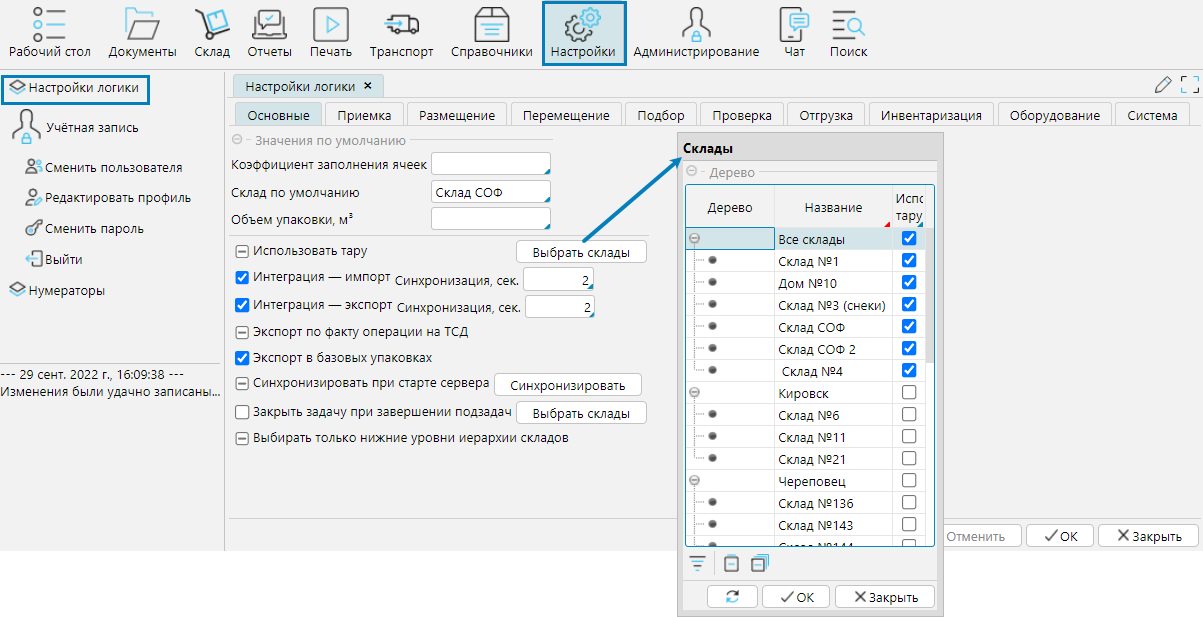 Рабочий стол
Документы
Склад
Отчеты
Печать
Транспорт
Справочники
Настройки
Администрирование
Чат
Поиск
Настройки логики
Учётная запись
Сменить пользователя
Редактировать профиль
Сменить пароль
Выйти
Нумераторы
--- 29 сент. 2022 г., 16:09:38 ---
Изменения были удачно записаны...
Настройки логики
Основные
Приемка
Размещение
Перемещение
Подбор
Проверка
Отгрузка
Инвентаризация
Оборудование
Система
Значения по умолчанию
Коэффициент заполнения ячеек
Склад по умолчанию Склад СОФ
Объем упаковки, м³
Использовать тару Выбрать склады
Интеграция — импорт Синхронизация, сек. 2
Интеграция — экспорт Синхронизация, сек. 2
Экспорт по факту операции на ТСД
Экспорт в базовых упаковках
Синхронизировать при старте сервера Синхронизировать
Закрыть задачу при завершении подзадач Выбрать склады
Выбирать только нижние уровни иерархии складов
Отменить
ОК
Закрыть
Склады
Дерево
Дерево Название Испо тару
Все склады
Склад №1
Дом №10
Склад №3 (снеки)
Склад СОФ
Склад СОФ 2
Склад №4
Кировск
Склад №6
Склад №11
Склад №21
Череповец
Склад №136
Склад №143
Склад №144
ОК
Закрыть